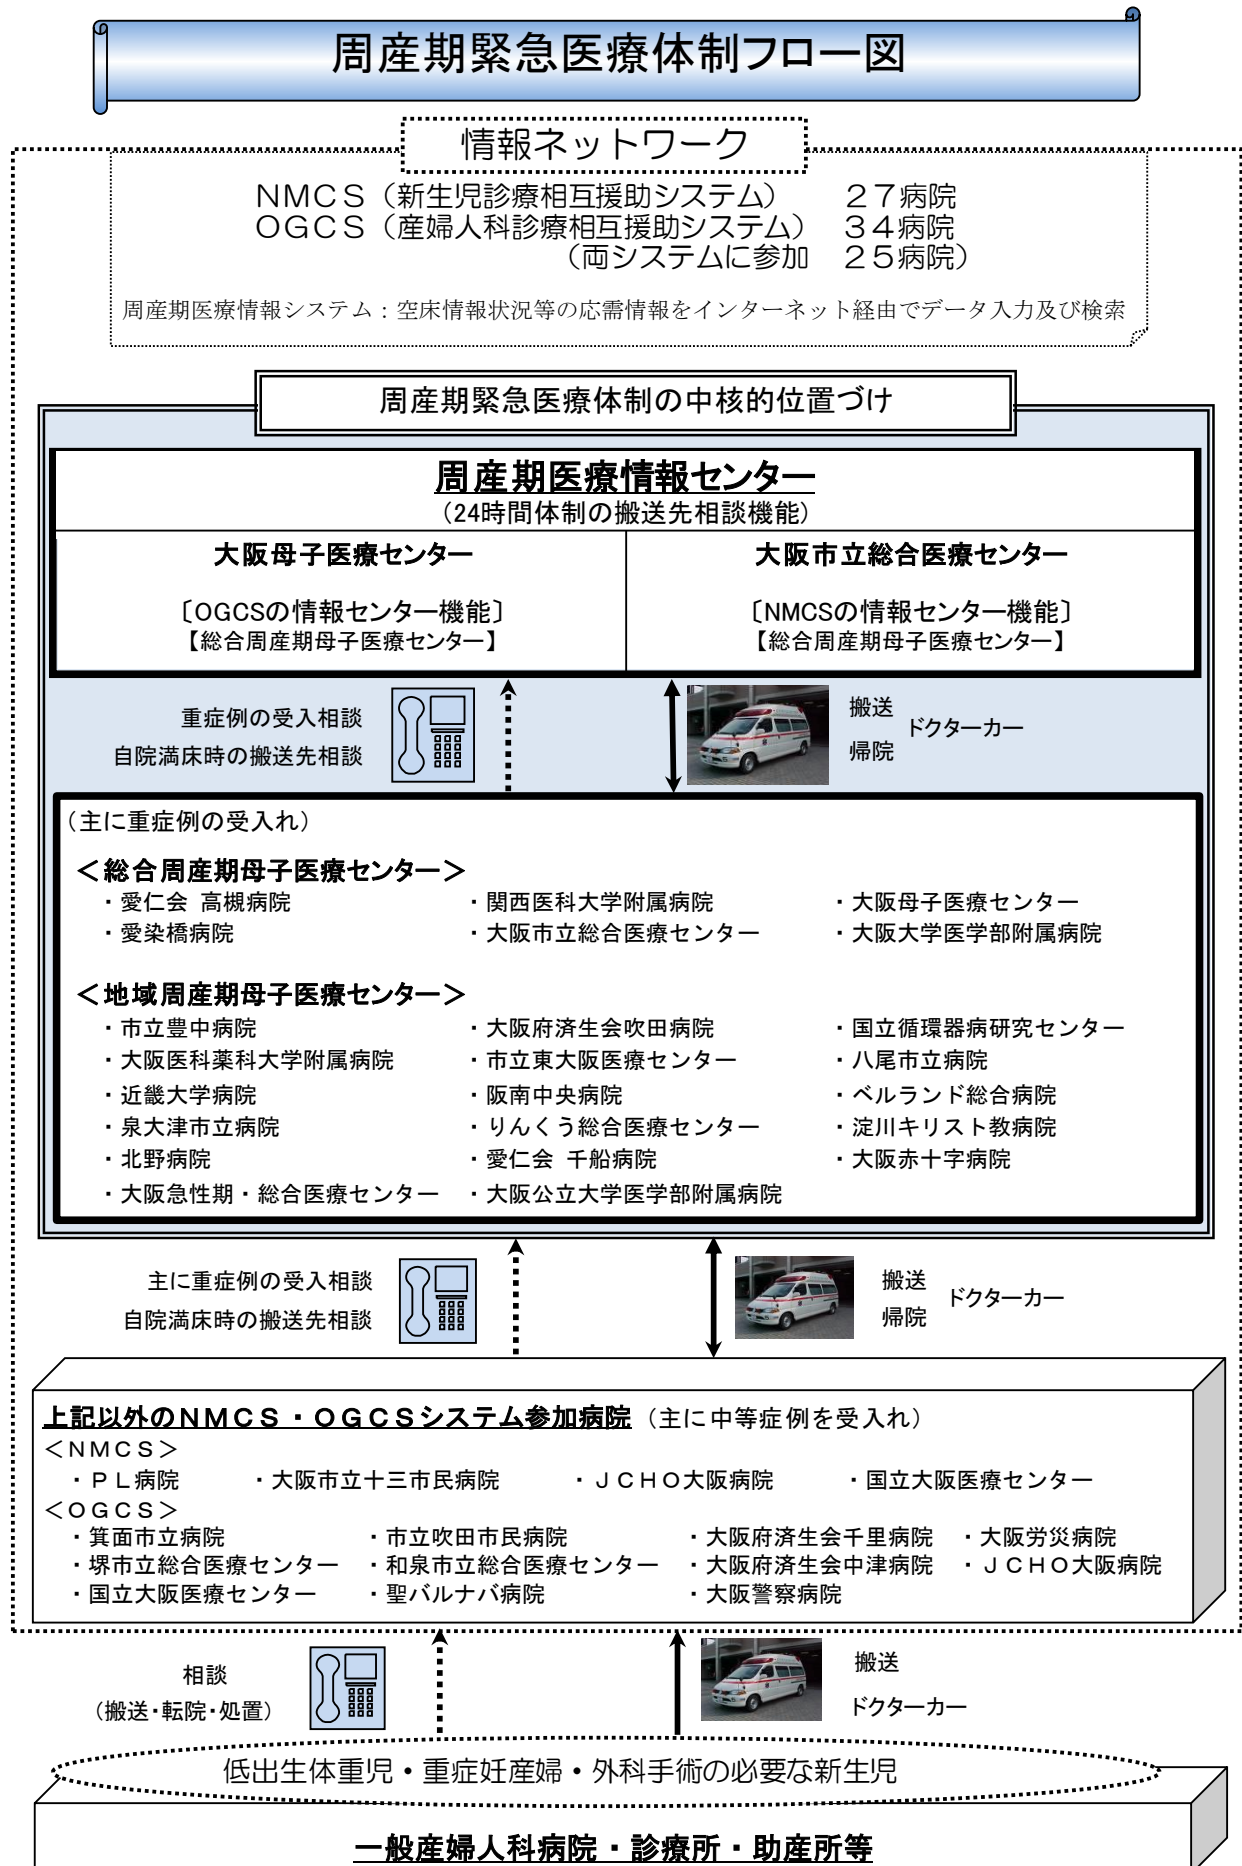 周産期緊急医療体制フロー図
情報ネットワーク
NMCS（新生児診療相互援助システム）　２７病院
OGCS（産婦人科診療相互援助システム）　３４病院
（両システムに参加　２５病院）
周産期医療情報システム：空床情報状況等の応需情報をインターネット経由でデータ入力及び検索
周産期緊急医療体制の中核的位置づけ
周産期医療情報センター
（24時間体制の搬送先相談機能）
大阪母子医療センター
〔OGCSの情報センター機能〕
【総合周産期母子医療センター】
大阪市立総合医療センター
〔NMCSの情報センター機能〕
【総合周産期母子医療センター】
重症例の受入相談
自院満床時の搬送先相談
搬送
帰院
ドクターカー
（主に重症例の受入れ）
＜総合周産期母子医療センター＞
・愛仁会 高槻病院　・関西医科大学附属病院　・大阪母子医療センター
・愛染橋病院　・大阪市立総合医療センター　・大阪大学医学部附属病院
＜地域周産期母子医療センター＞
・市立豊中病院　・大阪府済生会吹田病院　・国立循環器病研究センター
・大阪医科薬科大学附属病院　・市立東大阪医療センター　・八尾市立病院
・近畿大学病院　・阪南中央病院　・ベルランド総合病院
・泉大津市立病院　・りんくう総合医療センター　・淀川キリスト教病院
・北野病院　・愛仁会 千船病院　・大阪赤十字病院
・大阪急性期・総合医療センター　・大阪公立大学医学部附属病院
主に重症例の受入相談
自院満床時の搬送先相談
搬送
帰院
ドクターカー
上記以外のＮＭＣＳ・ＯＧＣＳシステム参加病院（主に中等症例を受入れ）
＜ＮＭＣＳ＞
・ＰＬ病院　・大阪市立十三市民病院　・ＪＣＨＯ大阪病院　・国立大阪医療センター
＜ＯＧＣＳ＞
・箕面市立病院　・市立吹田市民病院　・大阪府済生会千里病院　・大阪労災病院
・堺市立総合医療センター　・和泉市立総合医療センター　・大阪府済生会中津病院　・ＪＣＨＯ大阪病院
・国立大阪医療センター　・聖バルナバ病院　・大阪警察病院
相談
（搬送・転院・処置）
搬送
ドクターカー
低出生体重児・重症妊産婦・外科手術の必要な新生児
一般産婦人科病院・診療所・助産所等